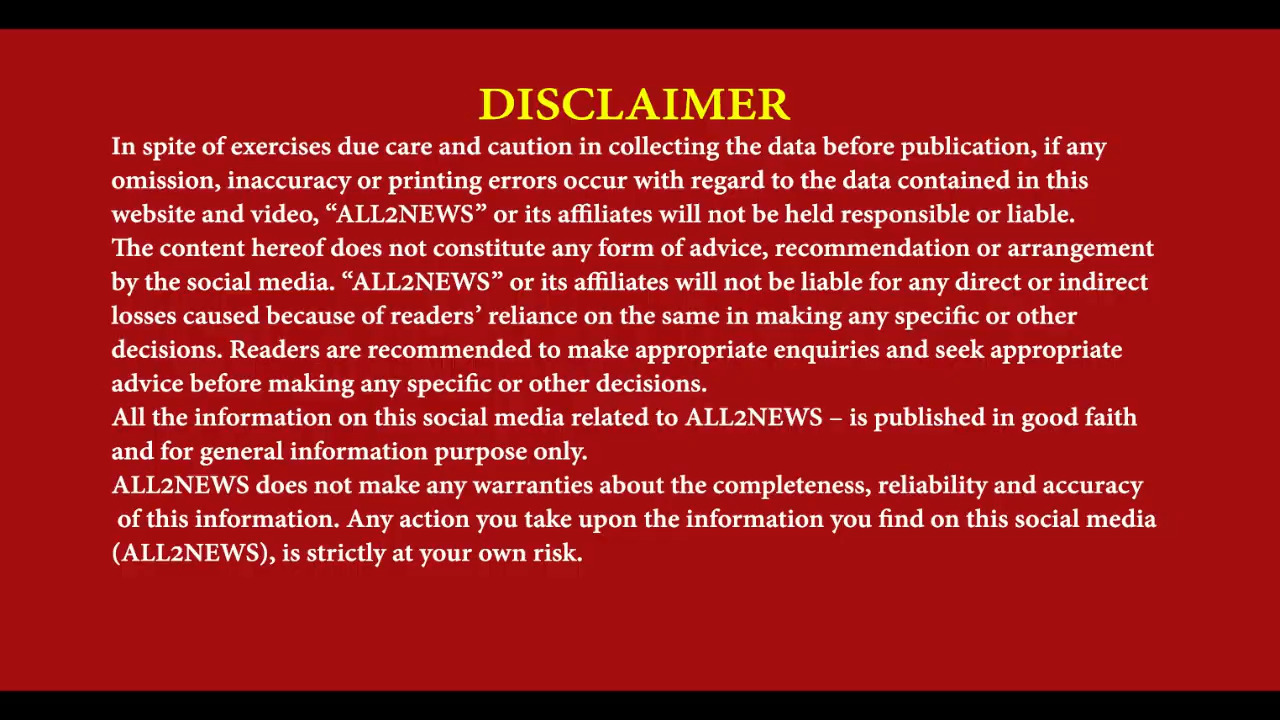 DISCLAIMER
In spite of exercises due care and caution in collecting the data before publication, if any
omission, inaccuracy or printing errors occur with regard to the data contained in this
website and video, “ALL2NEWS” or its affiliates will not be held responsible or liable.
The content hereof does not constitute any form of advice, recommendation or arrangement
by the social media. “ALL2NEWS” or its affiliates will not be liable for any direct or indirect
losses caused because of readers’ reliance on the same in making any specific or other
decisions. Readers are recommended to make appropriate enquiries and seek appropriate
advice before making any specific or other decisions.
All the information on this social media related to ALL2NEWS – is published in good faith
and for general information purpose only.
ALL2NEWS does not make any warranties about the completeness, reliability and accuracy
of this information. Any action you take upon the information you find on this social media
(ALL2NEWS), is strictly at your own risk.